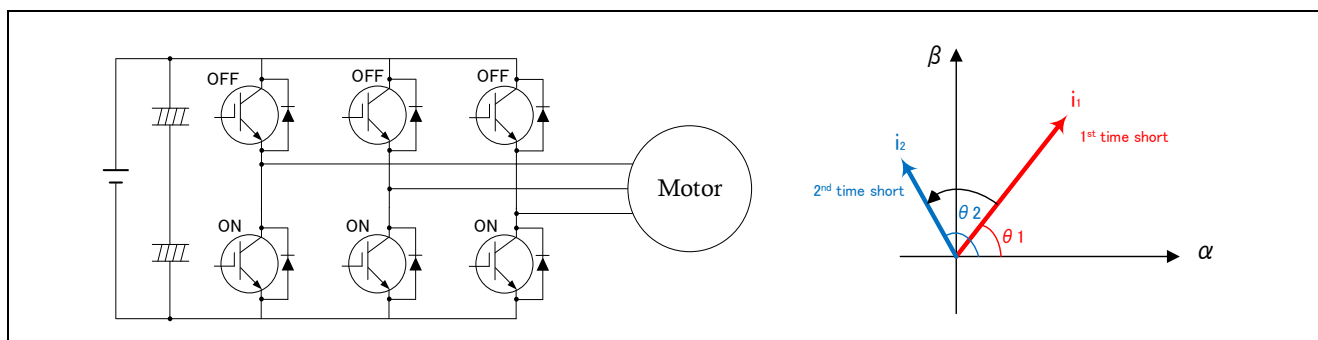 OFF
OFF
OFF
ON
ON
ON
Motor
β
i₁
1ˢᵗ time short
i₂
2ⁿᵈ time short
θ2
θ1
α